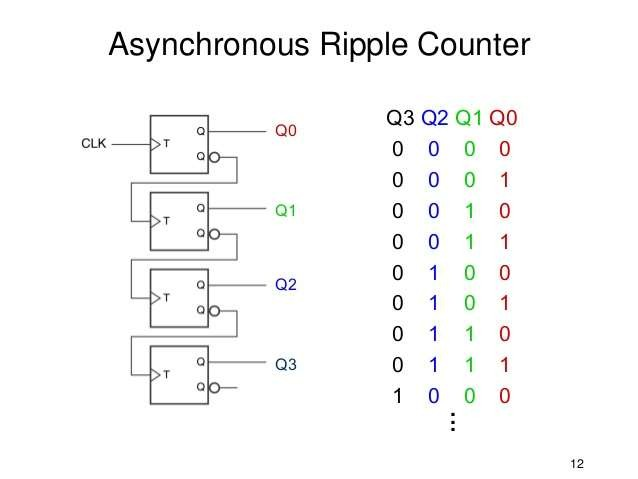 Asynchronous Ripple Counter
CLK
T
Q
Q
Q0
T
Q
Q
Q1
T
Q
Q
Q2
T
Q
Q
Q3
Q3 Q2 Q1 Q0
0 0 0 0
0 0 0 1
0 0 1 0
0 0 1 1
0 1 0 0
0 1 0 1
0 1 1 0
0 1 1 1
1 0 0 0
⋮
12